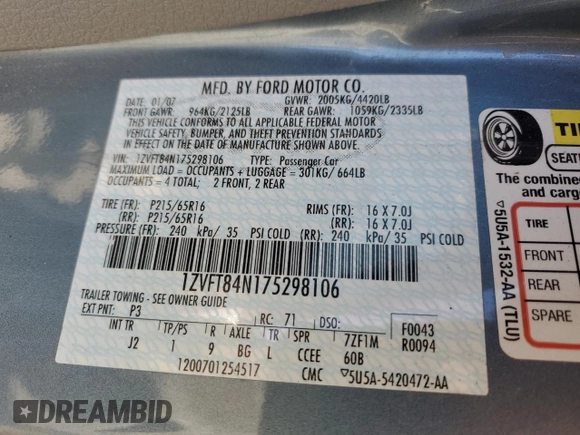 MFD. BY FORD MOTOR CO.
DATE: 01/07 GVWR: 2005KG/4420LB
FRONT GAWR: 964KG/2125LB REAR GAWR: 1059KG/2335LB
THIS VEHICLE CONFORMS TO ALL APPLICABLE FEDERAL MOTOR
VEHICLE SAFETY, BUMPER, AND THEFT PREVENTION STANDARDS IN
EFFECT ON THE DATE OF MANUFACTURE SHOWN ABOVE.
VIN: 1ZVFT84N175298106 TYPE: Passenger Car
MAXIMUM LOAD = OCCUPANTS + LUGGAGE = 301KG/ 664LB
OCCUPANTS = 4 TOTAL; 2 FRONT, 2 REAR
TIRE (FR): P215/65R16 RIMS (FR): 16 X 7.0J
(RR): P215/65R16 (RR): 16 X 7.0J
PRESSURE (FR): 240 kPa/ 35 PSI COLD (RR): 240 kPa/ 35 PSI COLD
1ZVFT84N175298106
TRAILER TOWING - SEE OWNER GUIDE
EXT PNT: P3 RC: 71 DSO: F0043
INT TR TP/PS R AXLE TR SPR 7ZF1M R0094
J2 1 9 BG L CCEE 60B
1200701254517 CMC ▽5U5A-5420472-AA
▽5U5A-1532-AA (TLU)
TI
SEAT
The combine
and carg
TIRE
FRONT
REAR
SPARE
DREAMBID